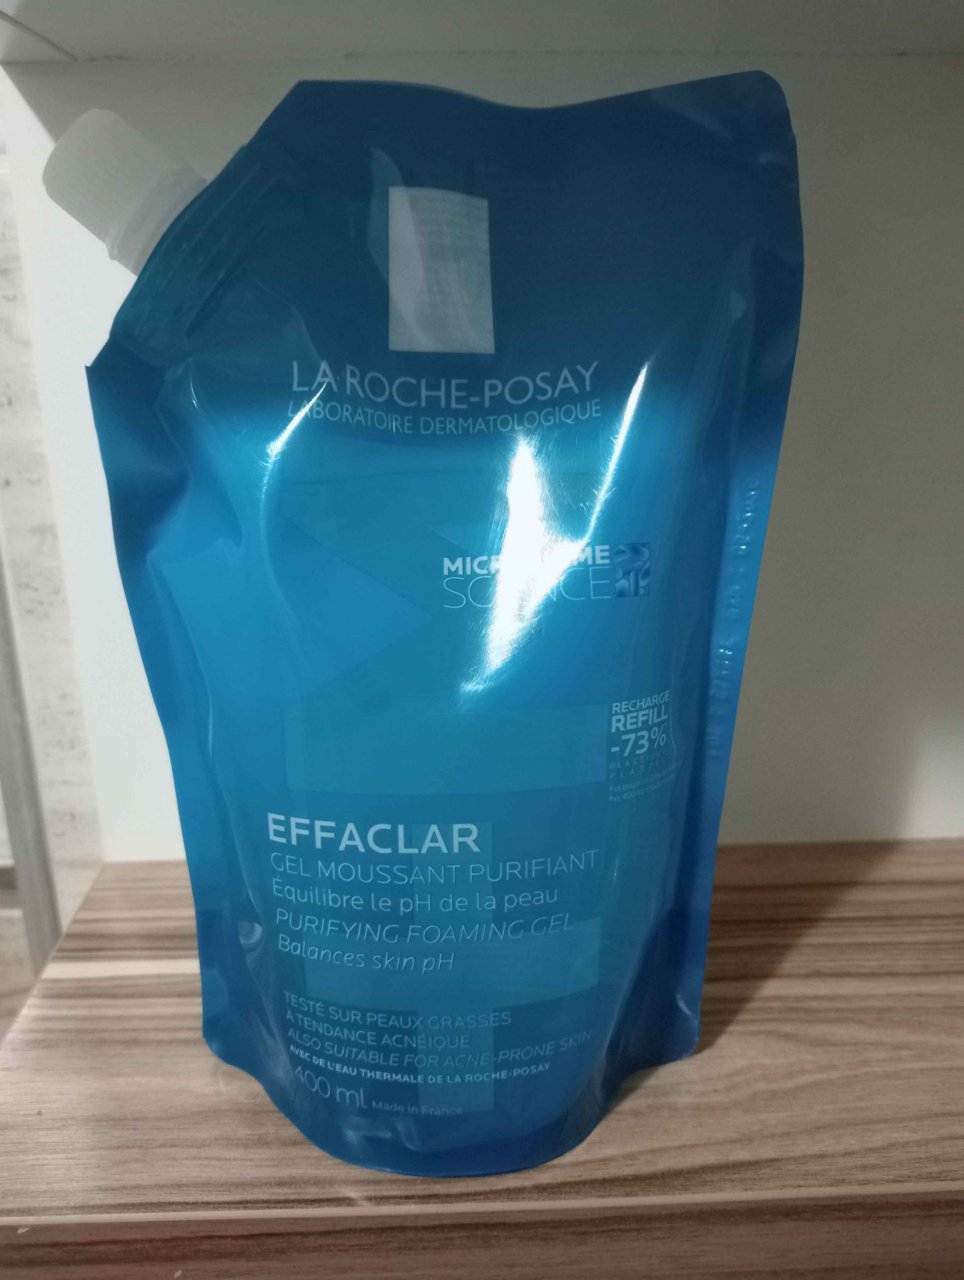 LA ROCHE-POSAY
LABORATOIRE DERMATOLOGIQUE
SCIENCE
RECHARGE
REFILL
-73%
EFFACLAR
GEL MOUSSANT PURIFIANT
Équilibre le pH de la peau
PURIFYING FOAMING GEL
Balances skin pH
TESTÉ SUR PEAUX GRASSES
À TENDANCE ACNÉIQUE
ALSO SUITABLE FOR ACNE-PRONE SKIN
AVEC DE L'EAU THERMALE DE LA ROCHE-POSAY
400 ml Made in France